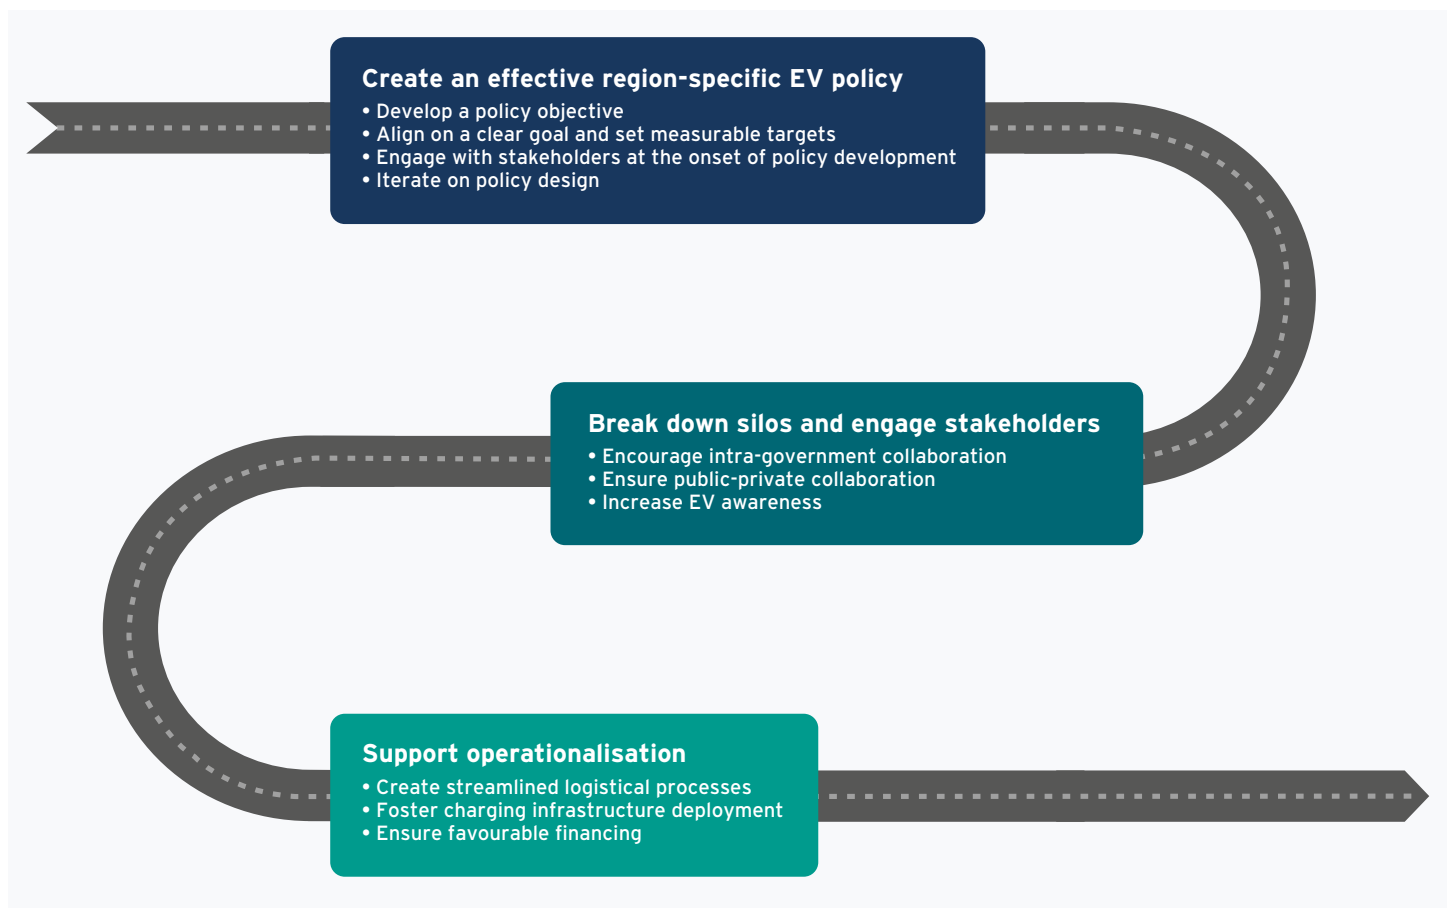 Create an effective region-specific EV policy
• Develop a policy objective
• Align on a clear goal and set measurable targets
• Engage with stakeholders at the onset of policy development
• Iterate on policy design
Break down silos and engage stakeholders
• Encourage intra-government collaboration
• Ensure public-private collaboration
• Increase EV awareness
Support operationalisation
• Create streamlined logistical processes
• Foster charging infrastructure deployment
• Ensure favourable financing